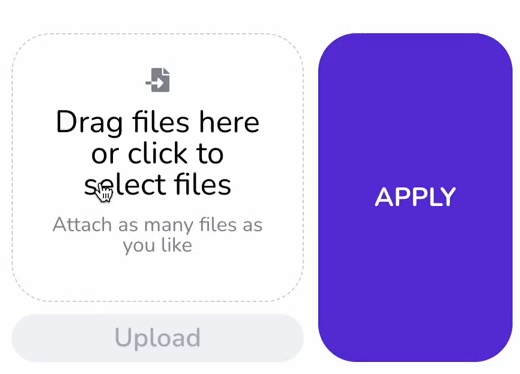 Drag files here
or click to
select files
Attach as many files as
you like
Upload
APPLY